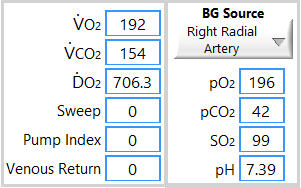 V̇O₂ 192
V̇CO₂ 154
ḊO₂ 706.3
Sweep 0
Pump Index 0
Venous Return 0
BG Source
Right Radial
Artery
pO₂ 196
pCO₂ 42
SO₂ 99
pH 7.39